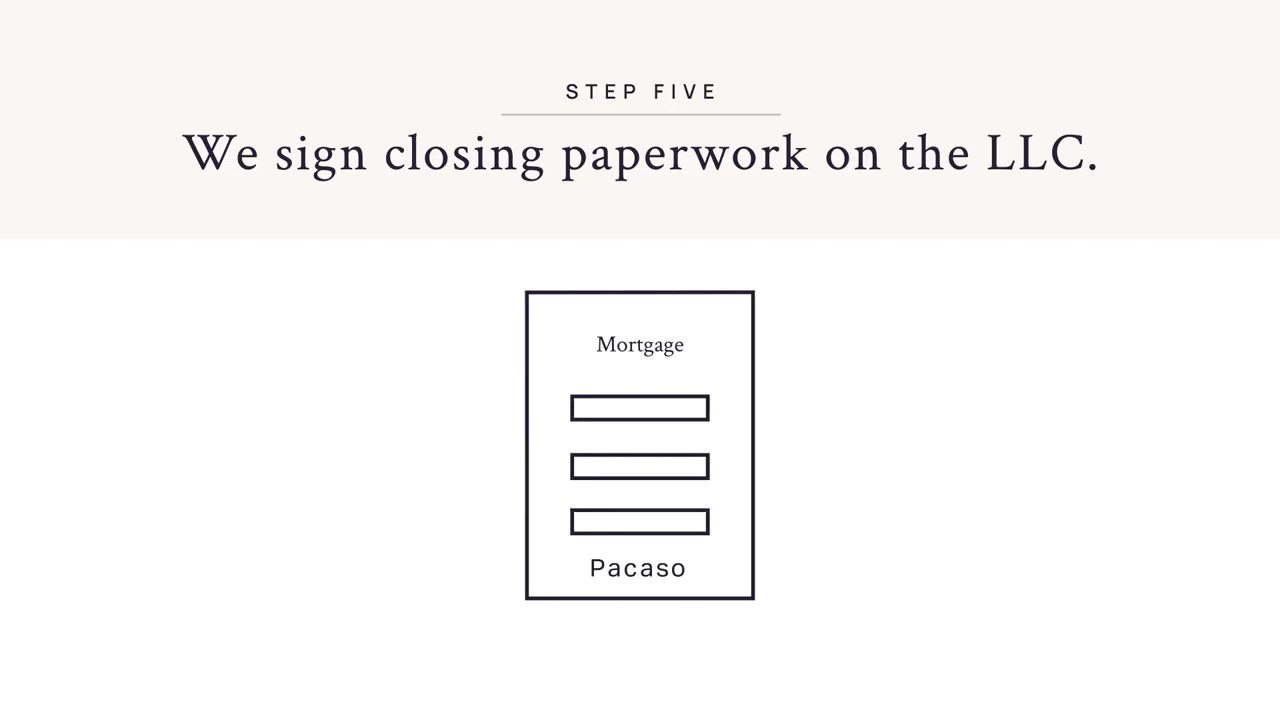 STEP FIVE
We sign closing paperwork on the LLC.
Mortgage
Pacaso